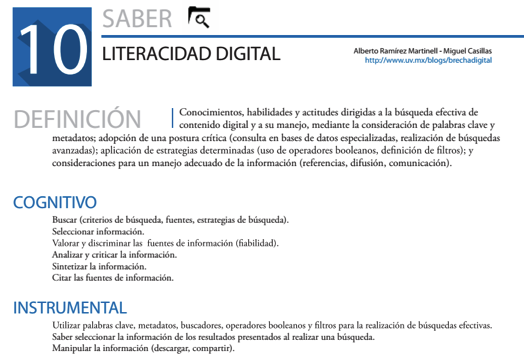 10
SABER
LITERACIDAD DIGITAL
Alberto Ramírez Martinell - Miguel Casillas
http://www.uv.mx/blogs/brechadigital
DEFINICIÓN
Conocimientos, habilidades y actitudes dirigidas a la búsqueda efectiva de
contenido digital y a su manejo, mediante la consideración de palabras clave y
metadatos; adopción de una postura crítica (consulta en bases de datos especializadas, realización de búsquedas
avanzadas); aplicación de estrategias determinadas (uso de operadores booleanos, definición de filtros); y
consideraciones para un manejo adecuado de la información (referencias, difusión, comunicación).
COGNITIVO
Buscar (criterios de búsqueda, fuentes, estrategias de búsqueda).
Seleccionar información.
Valorar y discriminar las fuentes de información (fiabilidad).
Analizar y criticar la información.
Sintetizar la información.
Citar las fuentes de información.
INSTRUMENTAL
Utilizar palabras clave, metadatos, buscadores, operadores booleanos y filtros para la realización de búsquedas efectivas.
Saber seleccionar la información de los resultados presentados al realizar una búsqueda.
Manipular la información (descargar, compartir).